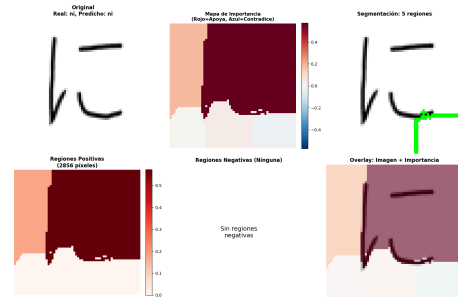 Original
Real: ni, Predicho: ni
に
Mapa de Importancia
(Rojo=Apoya, Azul=Contradice)
0.4
0.2
0.0
−0.2
−0.4
Segmentación: 5 regiones
に
Regiones Positivas
(2856 píxeles)
0.5
0.4
0.3
0.2
0.1
0.0
Regiones Negativas (Ninguna)
Sin regiones
negativas
Overlay: Imagen + Importancia
に